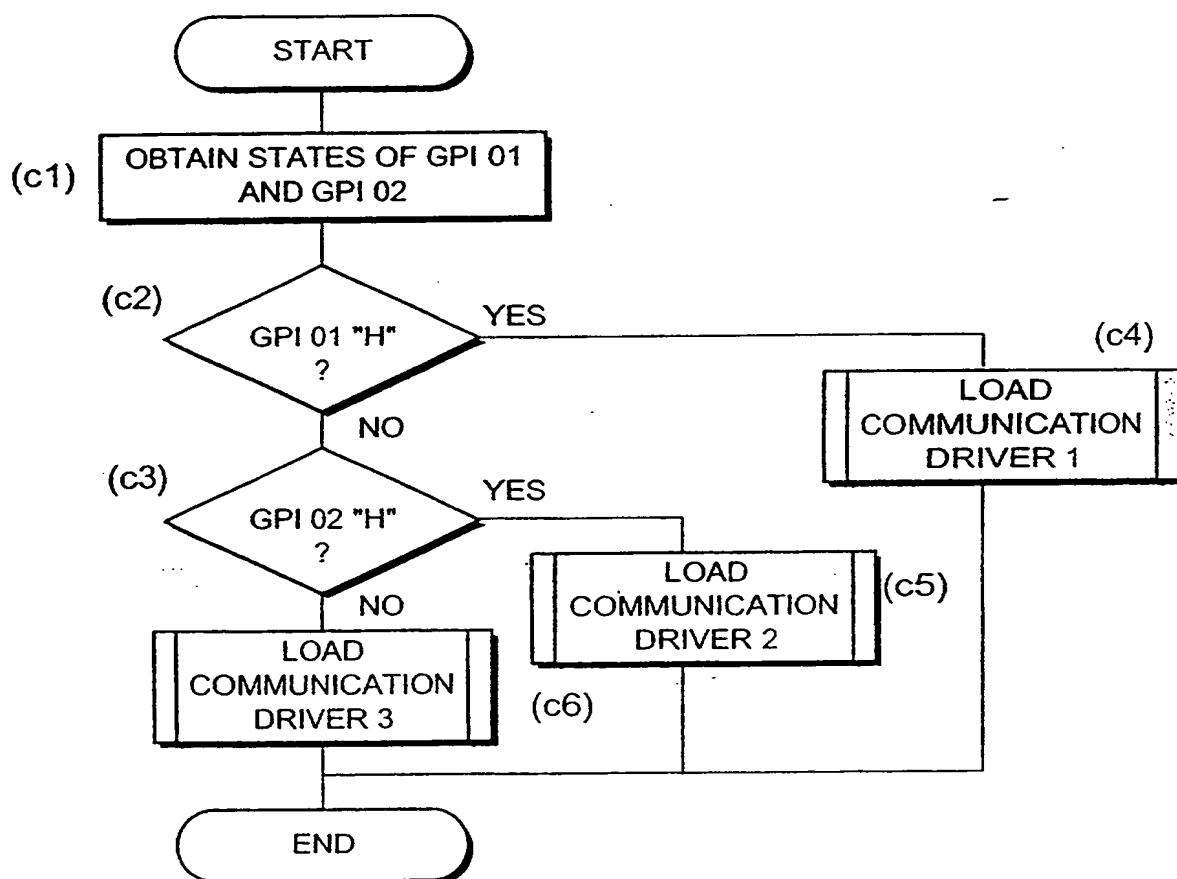 START
(c1)
OBTAIN STATES OF GPI 01
AND GPI 02
(c2)
GPI 01 "H"
?
YES
NO
(c4)
LOAD
COMMUNICATION
DRIVER 1
(c3)
GPI 02 "H"
?
YES
NO
LOAD
COMMUNICATION
DRIVER 2
(c5)
LOAD
COMMUNICATION
DRIVER 3
(c6)
END